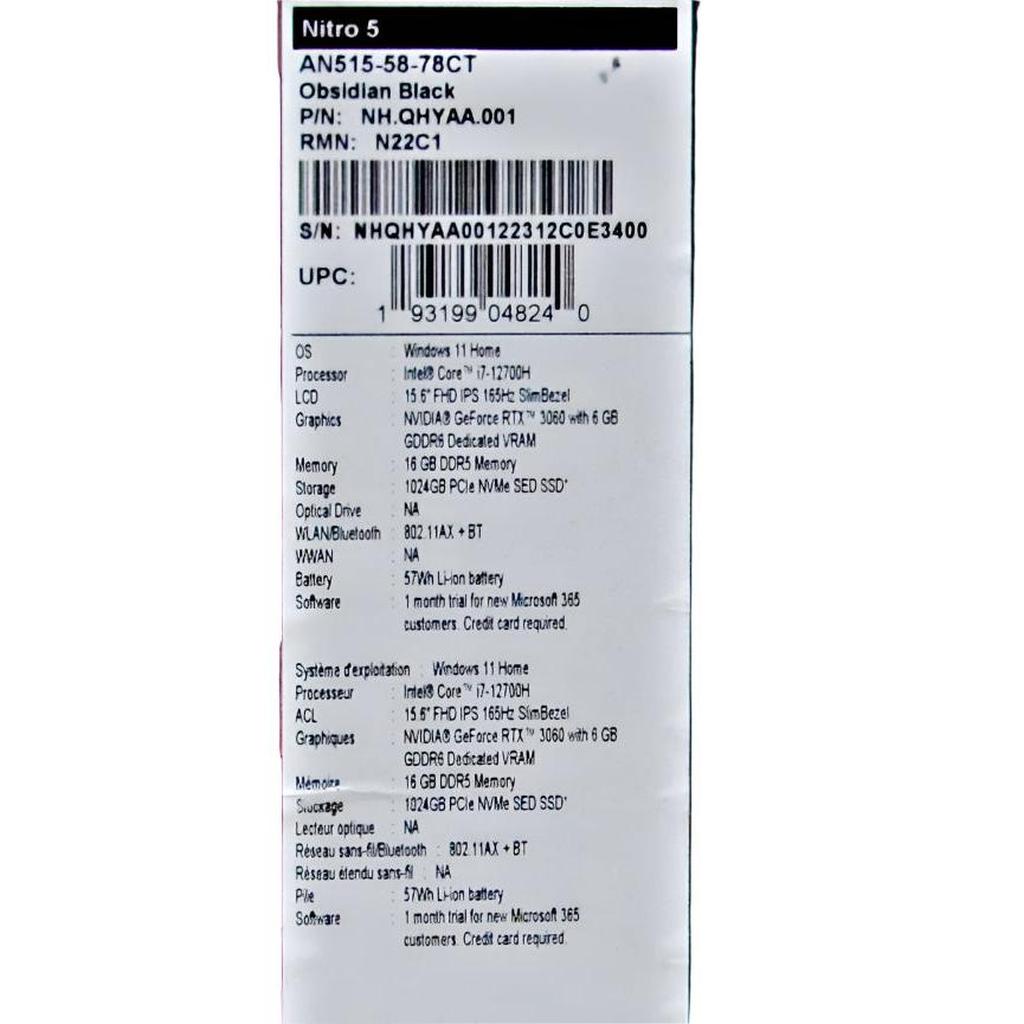 Nitro 5
AN515-58-78CT
Obsidian Black
P/N: NH.QHYAA.001
RMN: N22C1
S/N: NHQHYAA00122312C0E3400
UPC:
1 93199 04824 0
OS : Windows 11 Home
Processor : Intel® Core™ i7-12700H
LCD : 15.6" FHD IPS 165Hz SlimBezel
Graphics : NVIDIA® GeForce RTX™ 3060 with 6 GB
GDDR6 Dedicated VRAM
Memory : 16 GB DDR5 Memory
Storage : 1024GB PCIe NVMe SED SSD*
Optical Drive : NA
WLAN/Bluetooth : 802.11AX + BT
WWAN : NA
Battery : 57Wh Li-ion battery
Software : 1 month trial for new Microsoft 365
customers. Credit card required.
Système d'exploitation : Windows 11 Home
Processeur : Intel® Core™ i7-12700H
ACL : 15.6" FHD IPS 165Hz SlimBezel
Graphiques : NVIDIA® GeForce RTX™ 3060 with 6 GB
GDDR6 Dedicated VRAM
Mémoire : 16 GB DDR5 Memory
Stockage : 1024GB PCIe NVMe SED SSD*
Lecteur optique : NA
Réseau sans-fil/Bluetooth : 802.11AX + BT
Réseau étendu sans-fil : NA
Pile : 57Wh Li-ion battery
Software : 1 month trial for new Microsoft 365
customers. Credit card required.